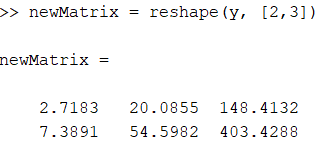 >> newMatrix = reshape(y, [2,3])
newMatrix =
2.7183 20.0855 148.4132
7.3891 54.5982 403.4288